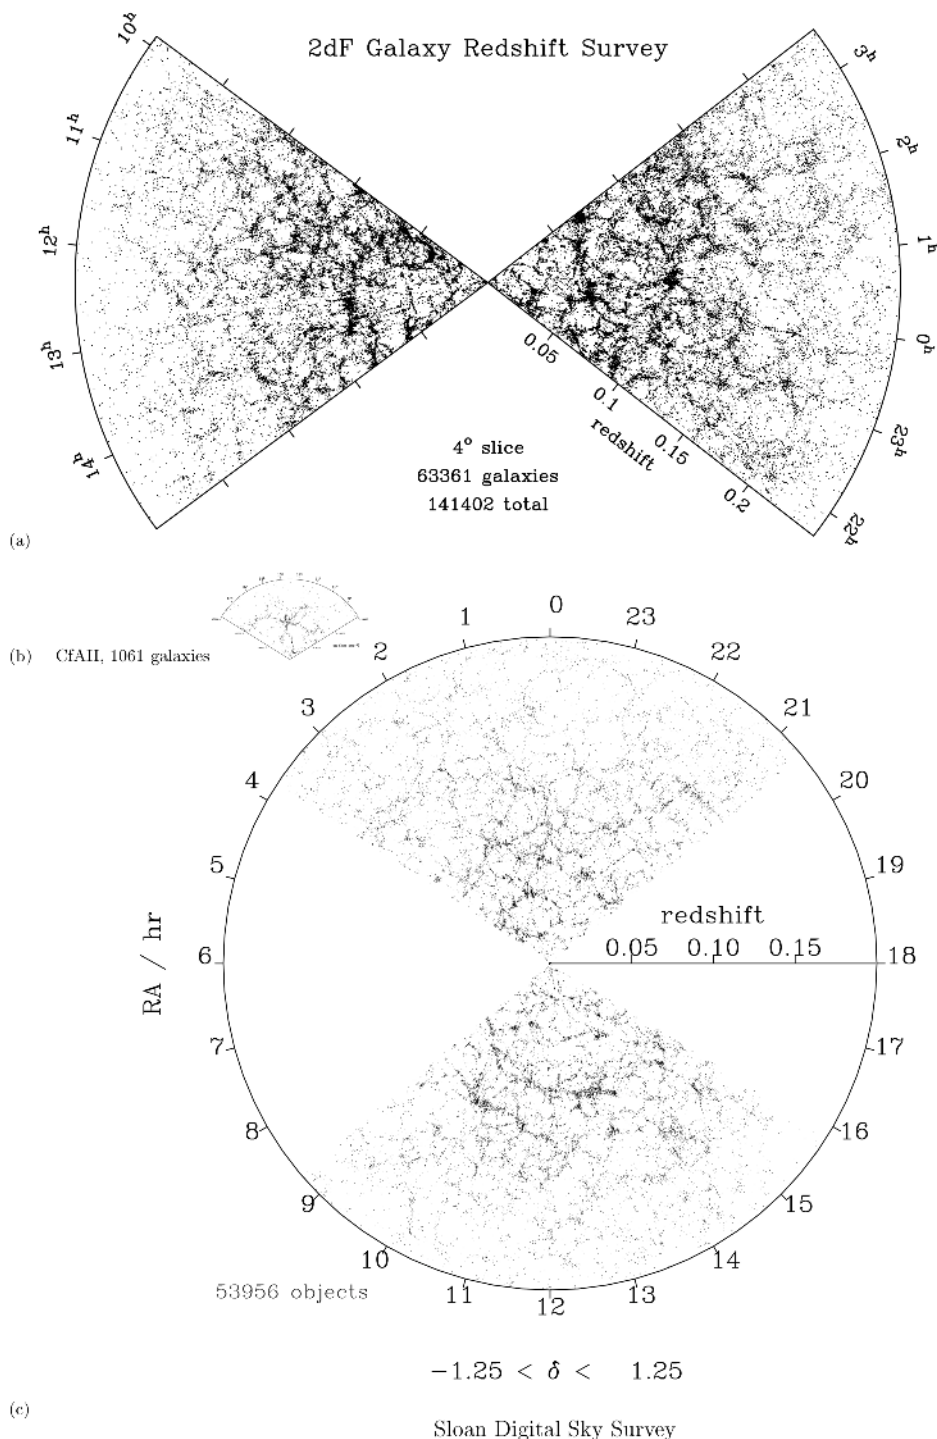 2dF Galaxy Redshift Survey
10ʰ
11ʰ
12ʰ
13ʰ
14ʰ
3ʰ
2ʰ
1ʰ
0ʰ
23ʰ
22ʰ
0.05
0.1
0.15
0.2
redshift
4° slice
63361 galaxies
141402 total
(a)
(b) CfAII, 1061 galaxies
0
1
23
2
22
3
21
4
20
5
19
redshift
0.05 0.10 0.15
6
18
RA / hr
7
17
8
16
9
15
10
14
11
13
12
53956 objects
−1.25 < δ < 1.25
(c)
Sloan Digital Sky Survey